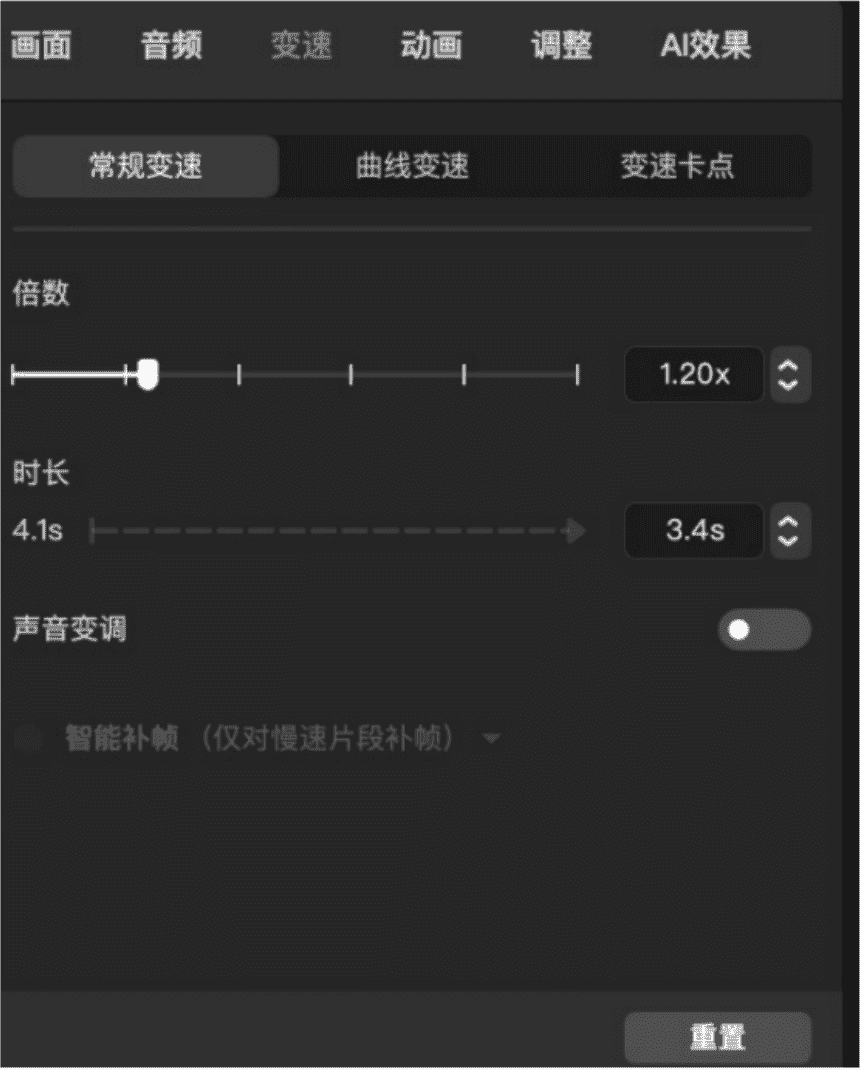 画面 音频 变速 动画 调整 AI效果
常规变速 曲线变速 变速卡点
倍数
1.20x
时长
4.1s 3.4s
声音变调
智能补帧（仅对慢速片段补帧）
重置